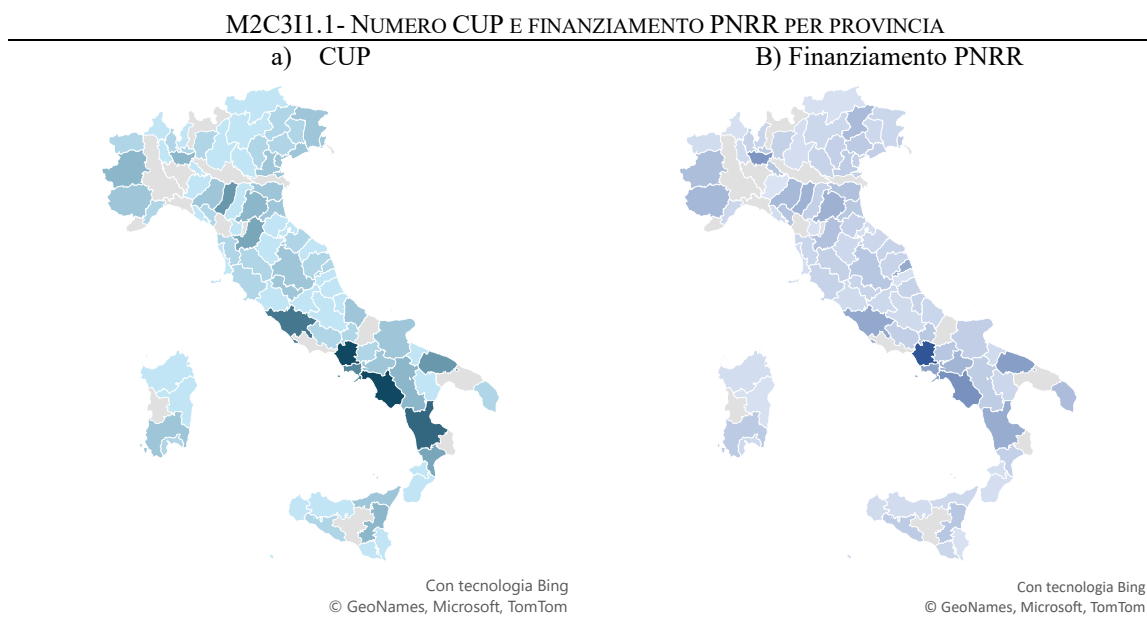 M2C3I1.1- NUMERO CUP E FINANZIAMENTO PNRR PER PROVINCIA
a) CUP
B) Finanziamento PNRR
Con tecnologia Bing
© GeoNames, Microsoft, TomTom
Con tecnologia Bing
© GeoNames, Microsoft, TomTom